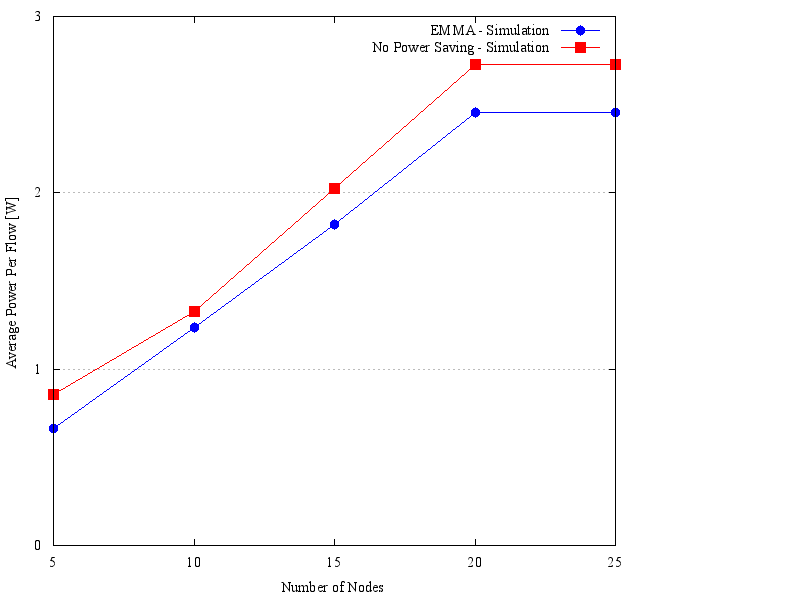 3
EMMA - Simulation
No Power Saving - Simulation
2
Average Power Per Flow [W]
1
0
5 10 15 20 25
Number of Nodes